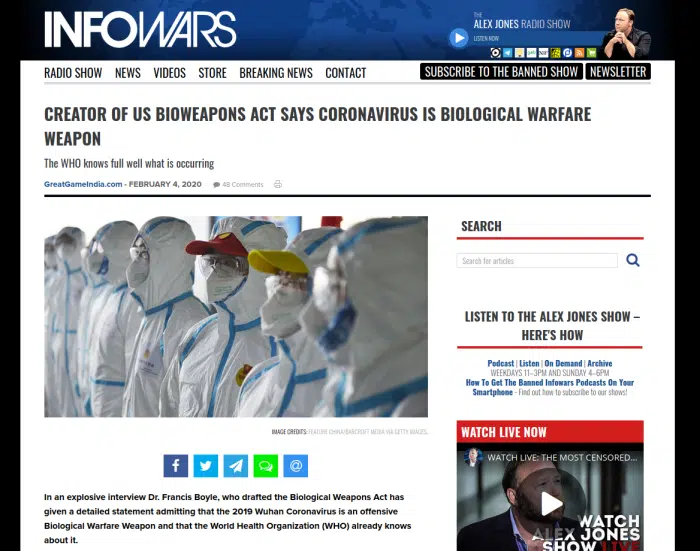 INFOWARS
THE
ALEX JONES RADIO SHOW
LISTEN NOW
RADIO SHOW NEWS VIDEOS STORE BREAKING NEWS CONTACT
SUBSCRIBE TO THE BANNED SHOW NEWSLETTER
CREATOR OF US BIOWEAPONS ACT SAYS CORONAVIRUS IS BIOLOGICAL WARFARE
WEAPON
The WHO knows full well what is occurring
GreatGameIndia.com - FEBRUARY 4, 2020 48 Comments
IMAGE CREDITS: FEATURE CHINA/BARCROFT MEDIA VIA GETTY IMAGES.
In an explosive interview Dr. Francis Boyle, who drafted the Biological Weapons Act has
given a detailed statement admitting that the 2019 Wuhan Coronavirus is an offensive
Biological Warfare Weapon and that the World Health Organization (WHO) already knows
about it.
SEARCH
Search for articles
LISTEN TO THE ALEX JONES SHOW –
HERE'S HOW
Podcast | Listen | On Demand | Archive
WEEKDAYS 11–3PM AND SUNDAY 4–6PM
How To Get The Banned Infowars Podcasts On Your
Smartphone - Find out how to subscribe to our shows!
WATCH LIVE NOW
WATCH LIVE: THE MOST CENSORED...
WATCH
ALEX JONES
SHOW LIVE